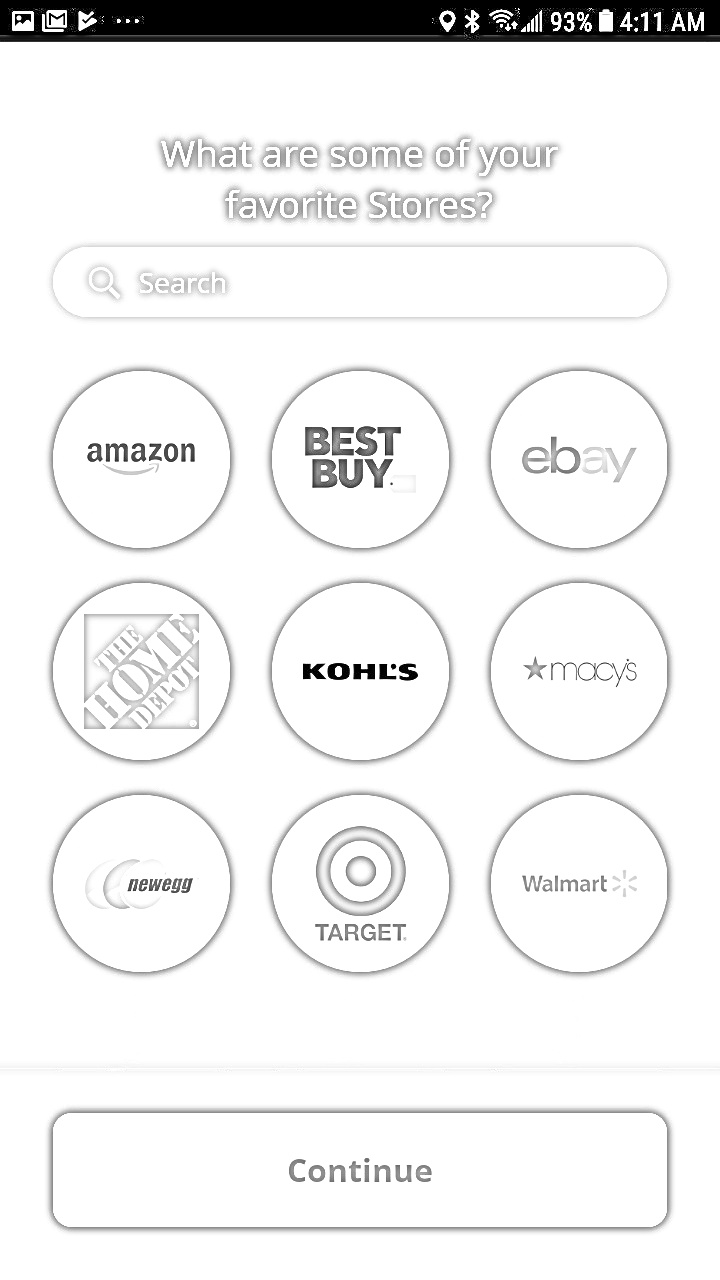 93% 4:11 AM
What are some of your
favorite Stores?
Search
amazon
BEST
BUY
ebay
THE
HOME
DEPOT
KOHL'S
macy's
newegg
TARGET
Walmart
Continue